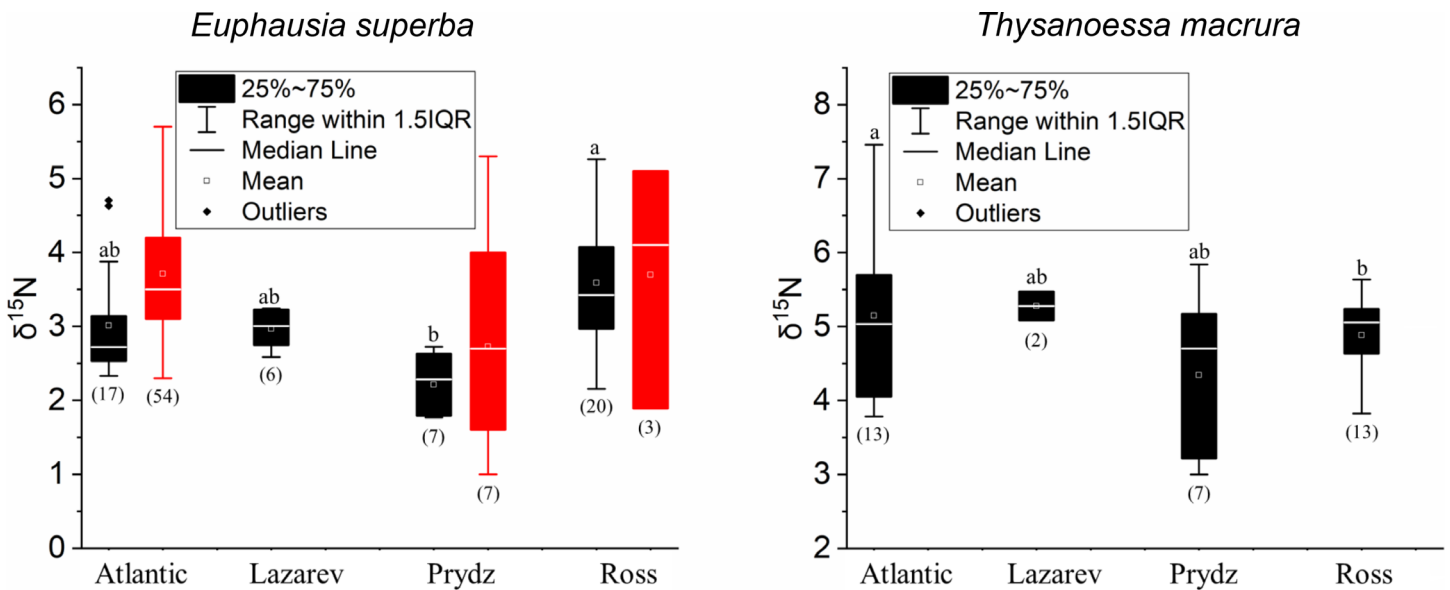 Euphausia superba
6
5
4
3
2
1
0
δ15N
25%~75%
Range within 1.5IQR
Median Line
Mean
Outliers
ab
(17)
(54)
ab
(6)
b
(7)
(7)
a
(20)
(3)
Atlantic Lazarev Prydz Ross
Thysanoessa macrura
8
7
6
5
4
3
2
δ15N
25%~75%
Range within 1.5IQR
Median Line
Mean
Outliers
a
(13)
ab
(2)
ab
(7)
b
(13)
Atlantic Lazarev Prydz Ross